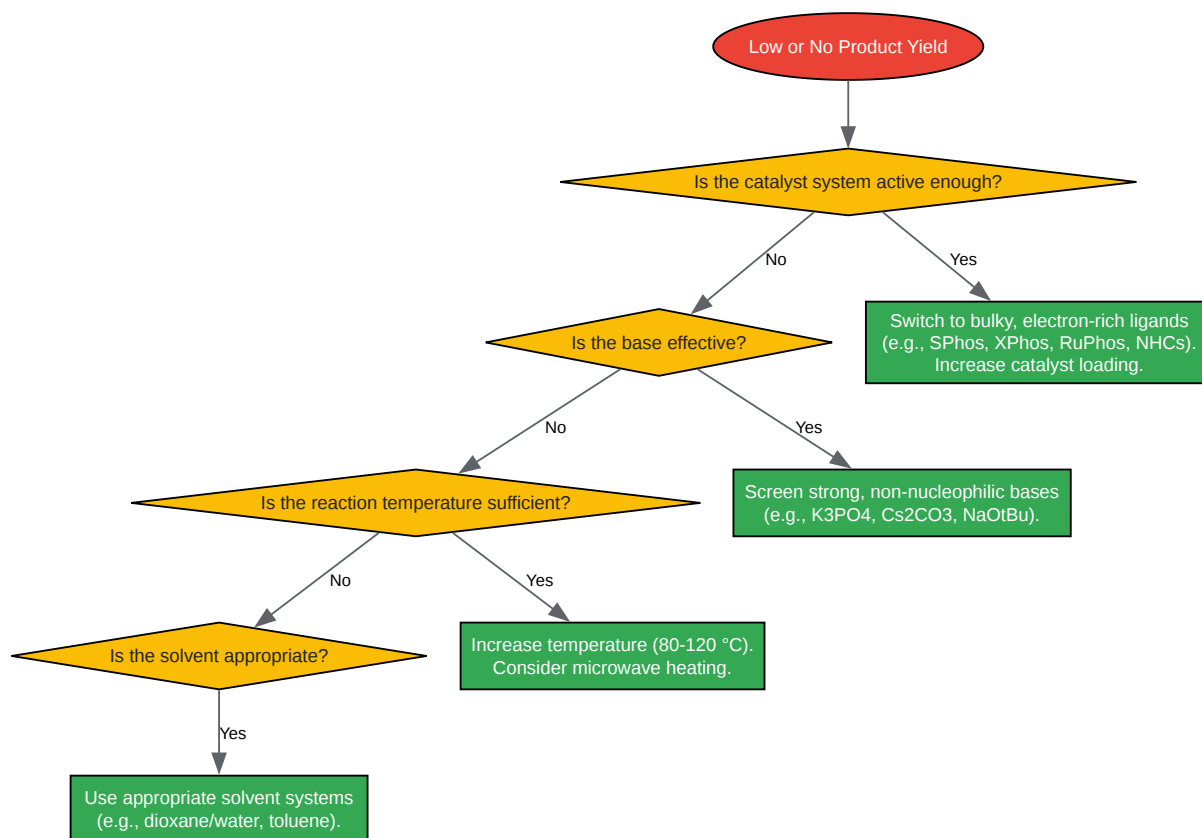 Low or No Product Yield
Is the catalyst system active enough?
No
Yes
Switch to bulky, electron-rich ligands
(e.g., SPhos, XPhos, RuPhos, NHCs).
Increase catalyst loading.
Is the base effective?
No
Yes
Screen strong, non-nucleophilic bases
(e.g., K3PO4, Cs2CO3, NaOtBu).
Is the reaction temperature sufficient?
No
Yes
Increase temperature (80-120 °C).
Consider microwave heating.
Is the solvent appropriate?
Yes
Use appropriate solvent systems
(e.g., dioxane/water, toluene).